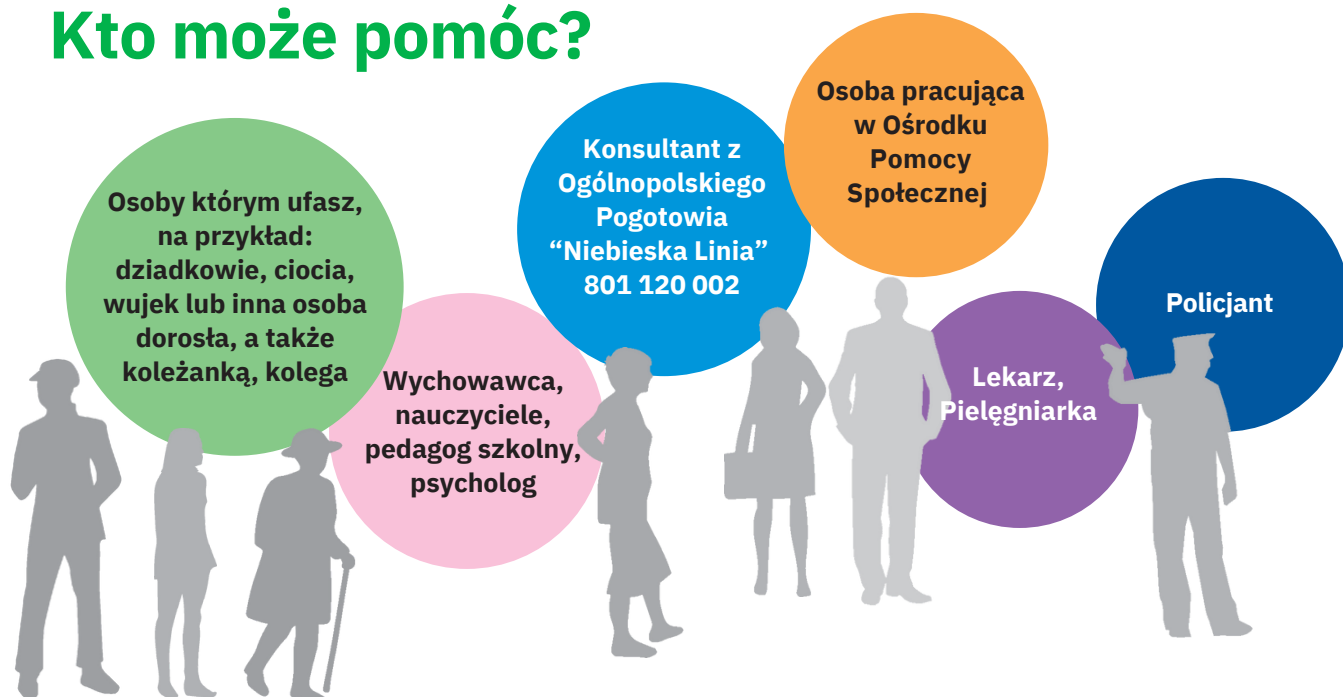 Kto może pomóc?
Osoby którym ufasz,
na przykład:
dziadkowie, ciocia,
wujek lub inna osoba
dorosła, a także
koleżanką, kolega
Wychowawca,
nauczyciele,
pedagog szkolny,
psycholog
Konsultant z
Ogólnopolskiego
Pogotowia
“Niebieska Linia”
801 120 002
Osoba pracująca
w Ośrodku
Pomocy
Społecznej
Lekarz,
Pielęgniarka
Policjant